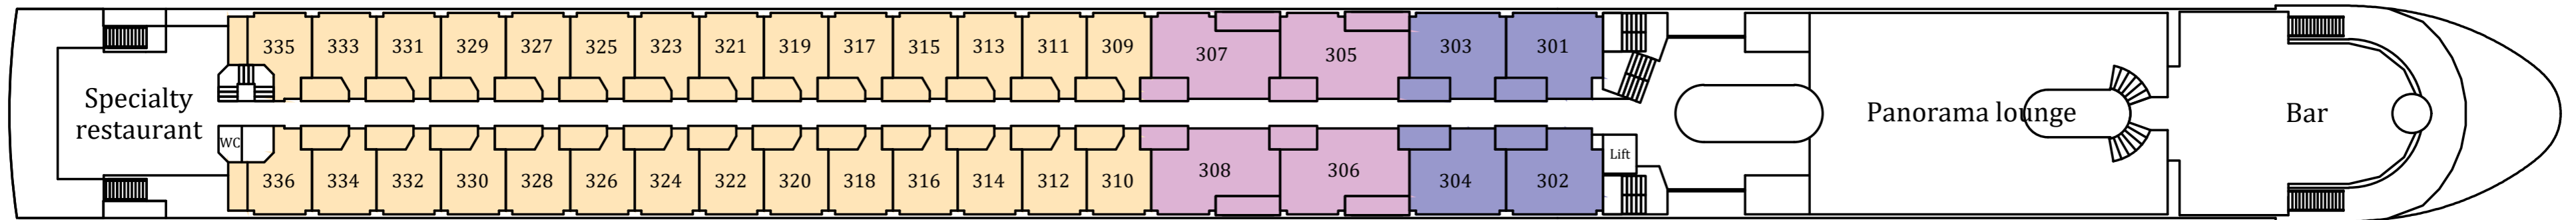 335 333 331 329 327 325 323 321 319 317 315 313 311 309 307 305 303 301
Specialty
restaurant
Panorama lounge
Bar
WC
Lift
336 334 332 330 328 326 324 322 320 318 316 314 312 310 308 306 304 302